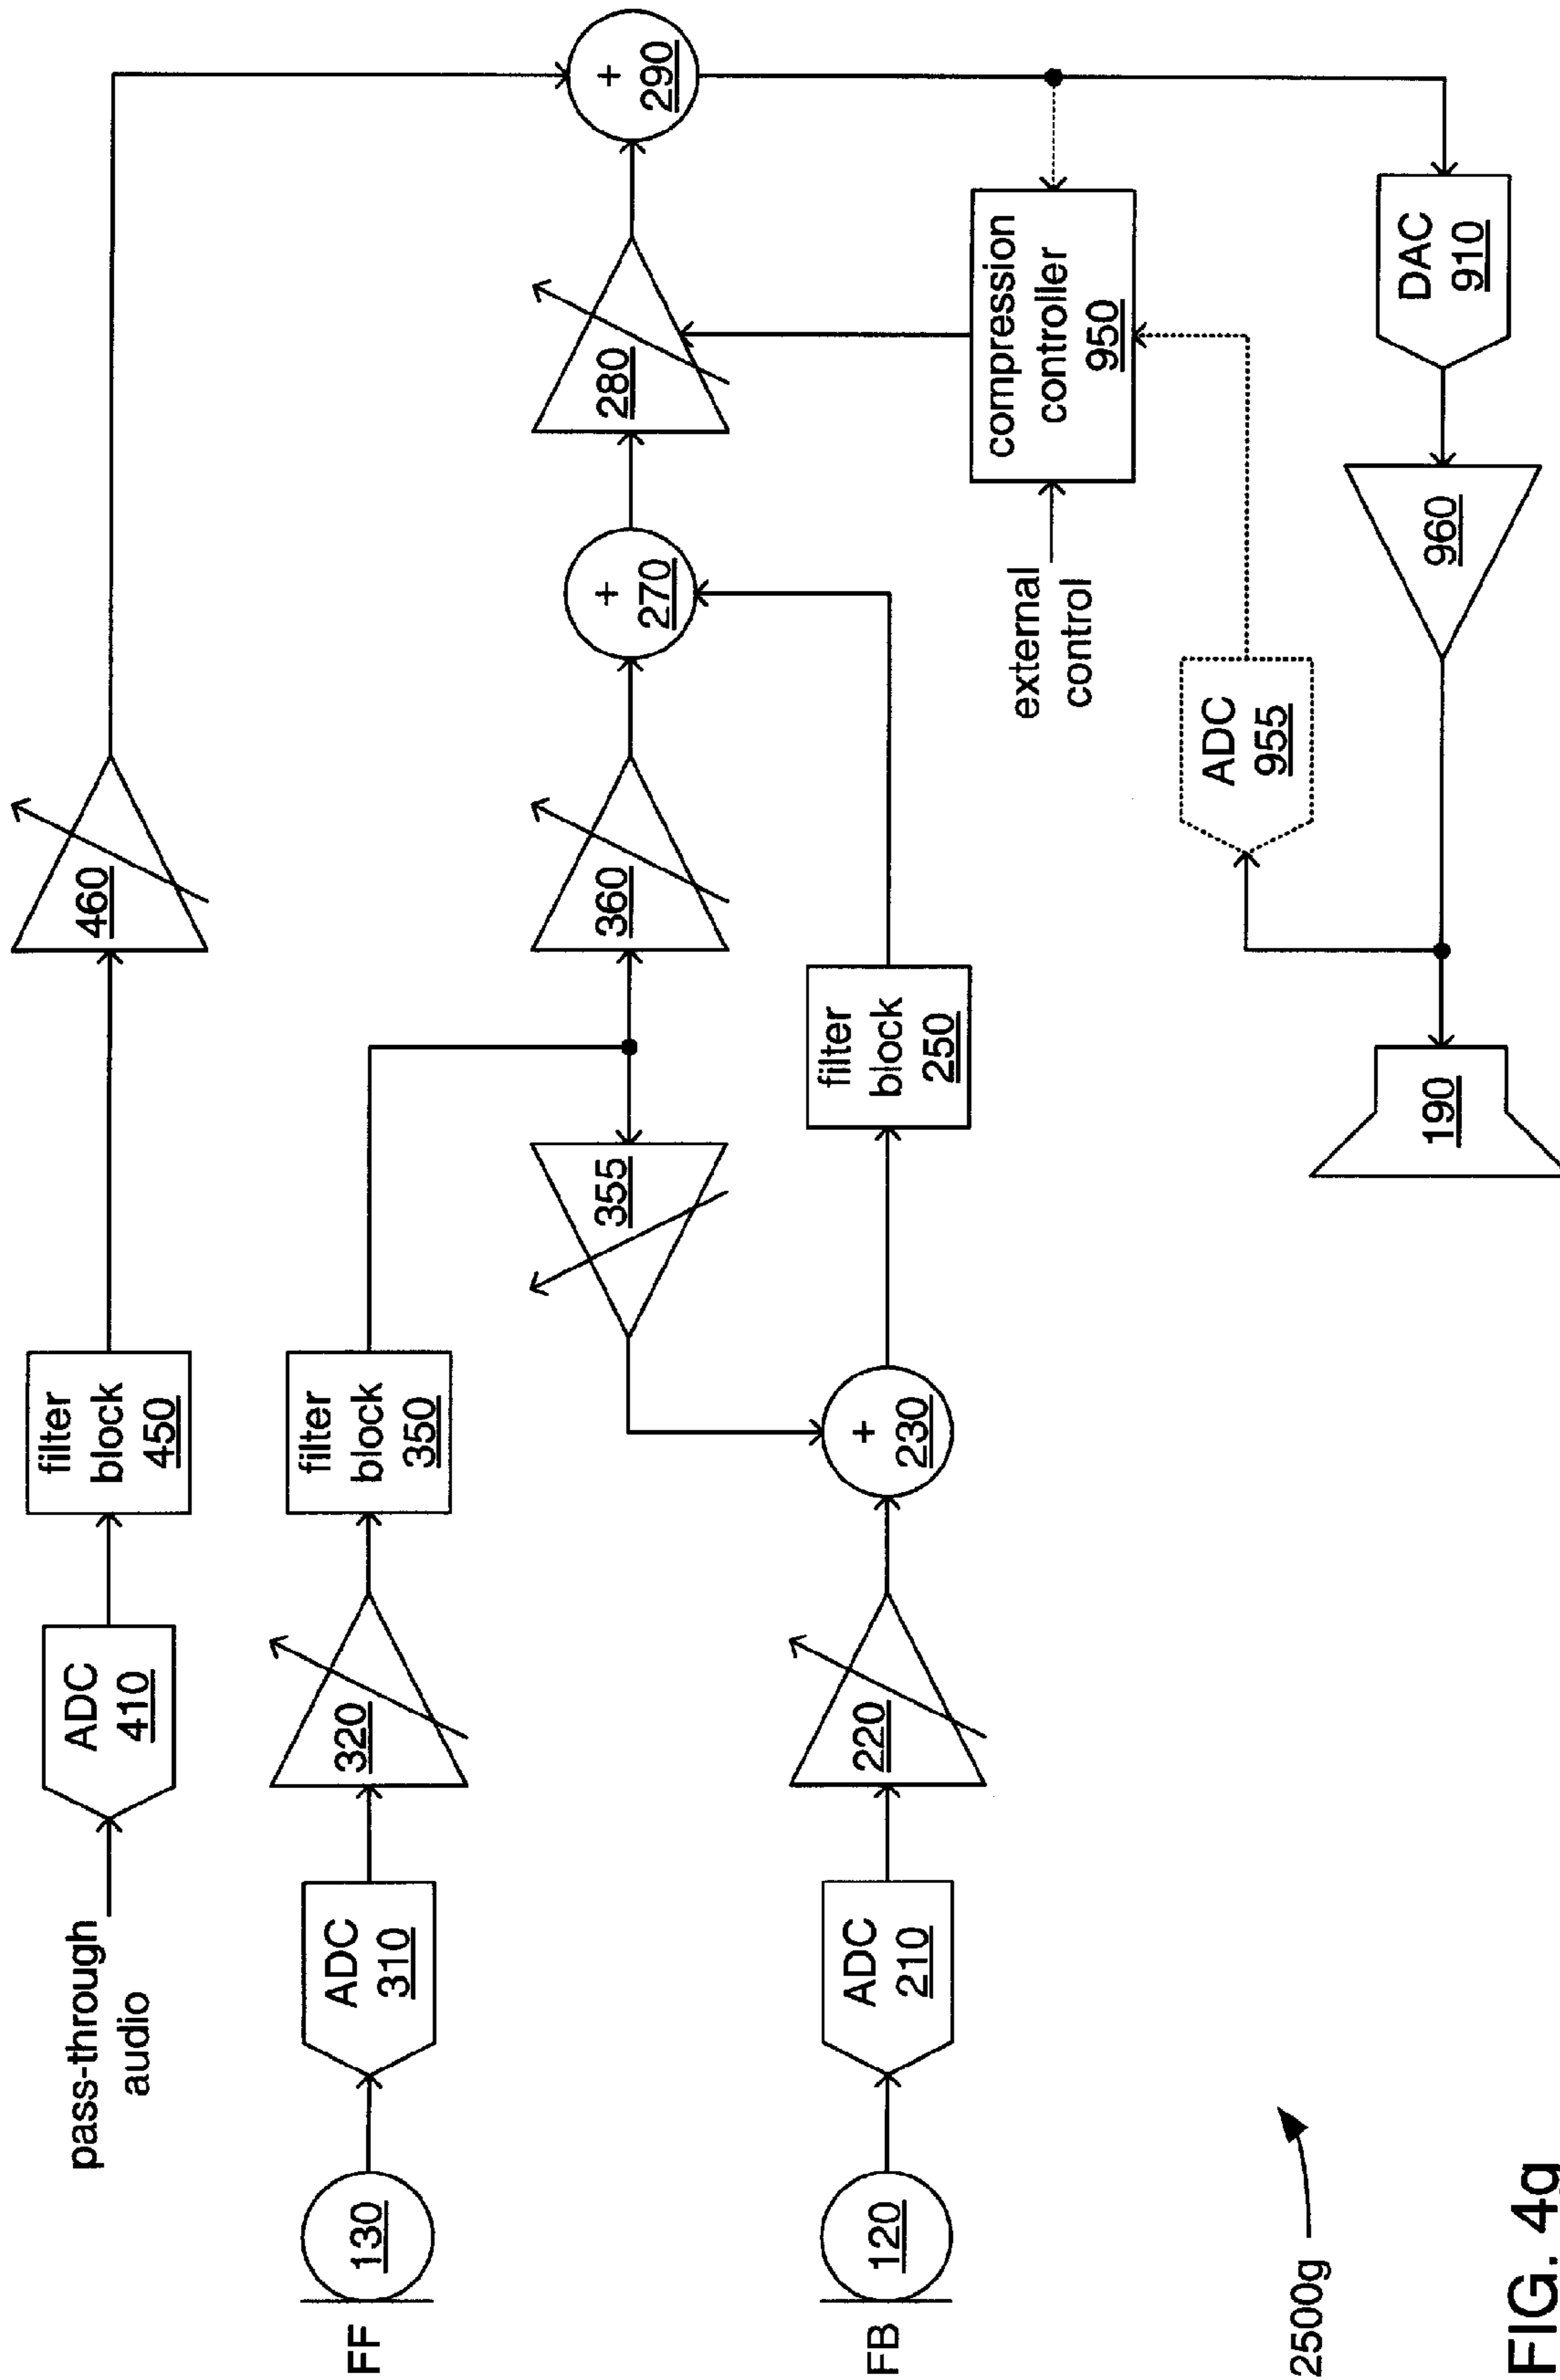 pass-through
audio
ADC
410
filter
block
450
460
FF
130
ADC
310
320
filter
block
350
355
360
+
270
280
+
290
FB
120
ADC
210
220
+
230
filter
block
250
external
control
compression
controller
950
ADC
955
190
960
DAC
910
2500g
FIG. 4g